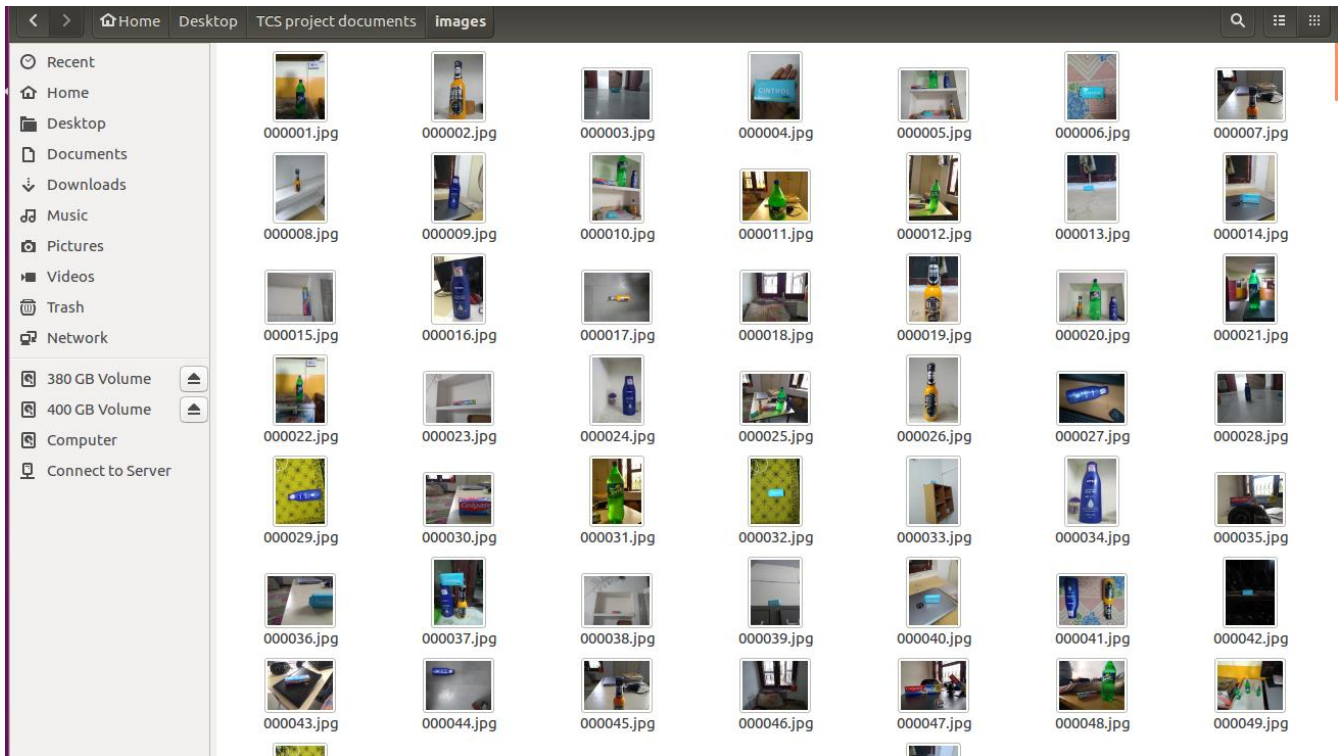 Home Desktop TCS project documents images
Recent
Home
Desktop
Documents
Downloads
Music
Pictures
Videos
Trash
Network
380 GB Volume
400 GB Volume
Computer
Connect to Server
000001.jpg 000002.jpg 000003.jpg 000004.jpg 000005.jpg 000006.jpg 000007.jpg
CINTHOL
000008.jpg 000009.jpg 000010.jpg 000011.jpg 000012.jpg 000013.jpg 000014.jpg
000015.jpg 000016.jpg 000017.jpg 000018.jpg 000019.jpg 000020.jpg 000021.jpg
000022.jpg 000023.jpg 000024.jpg 000025.jpg 000026.jpg 000027.jpg 000028.jpg
000029.jpg 000030.jpg 000031.jpg 000032.jpg 000033.jpg 000034.jpg 000035.jpg
000036.jpg 000037.jpg 000038.jpg 000039.jpg 000040.jpg 000041.jpg 000042.jpg
000043.jpg 000044.jpg 000045.jpg 000046.jpg 000047.jpg 000048.jpg 000049.jpg